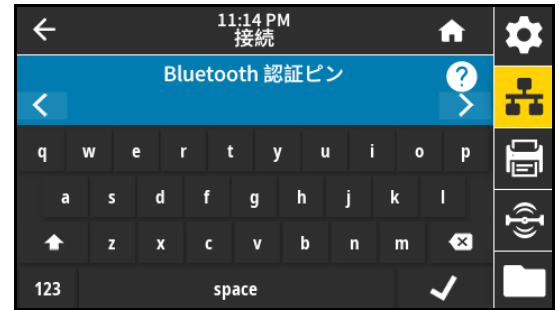 11:14 PM
接続
Bluetooth 認証ピン
?
q w e r t y u i o p
a s d f g h j k l
z x c v b n m
123 space